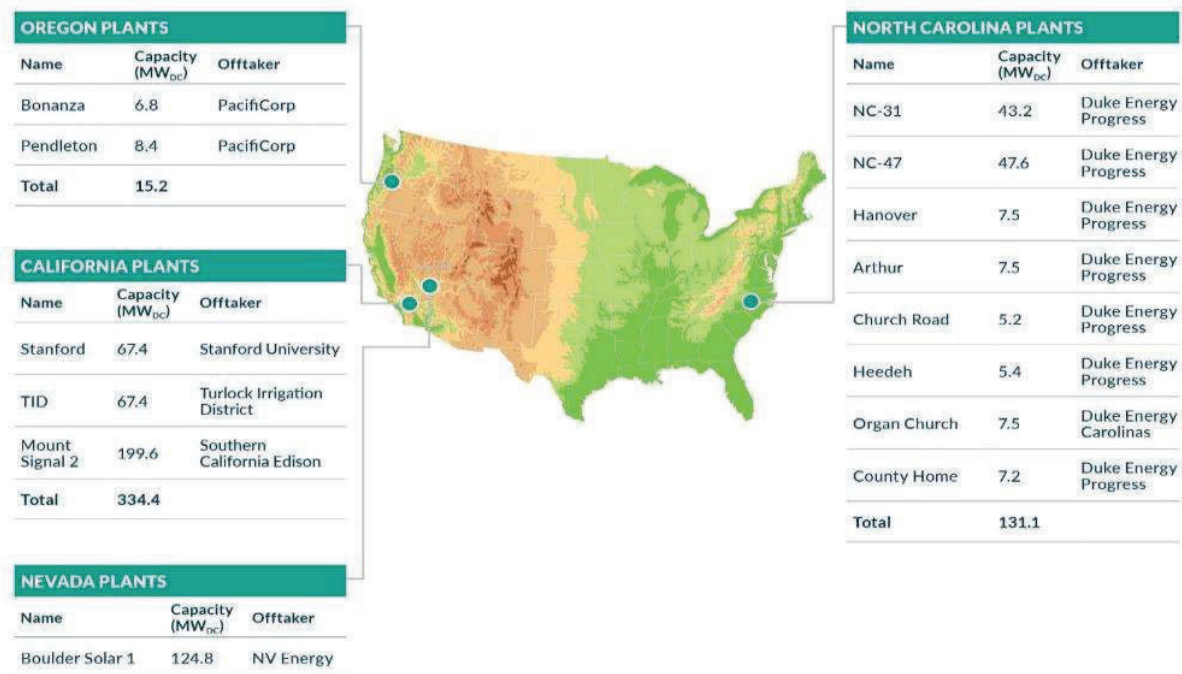 OREGON PLANTS
Name Capacity (MWDC) Offtaker
Bonanza 6.8 PacifiCorp
Pendleton 8.4 PacifiCorp
Total 15.2
CALIFORNIA PLANTS
Name Capacity (MWDC) Offtaker
Stanford 67.4 Stanford University
TID 67.4 Turlock Irrigation District
Mount Signal 2 199.6 Southern California Edison
Total 334.4
NEVADA PLANTS
Name Capacity (MWDC) Offtaker
Boulder Solar 1 124.8 NV Energy
NORTH CAROLINA PLANTS
Name Capacity (MWDC) Offtaker
NC-31 43.2 Duke Energy Progress
NC-47 47.6 Duke Energy Progress
Hanover 7.5 Duke Energy Progress
Arthur 7.5 Duke Energy Progress
Church Road 5.2 Duke Energy Progress
Heedeh 5.4 Duke Energy Progress
Organ Church 7.5 Duke Energy Carolinas
County Home 7.2 Duke Energy Progress
Total 131.1